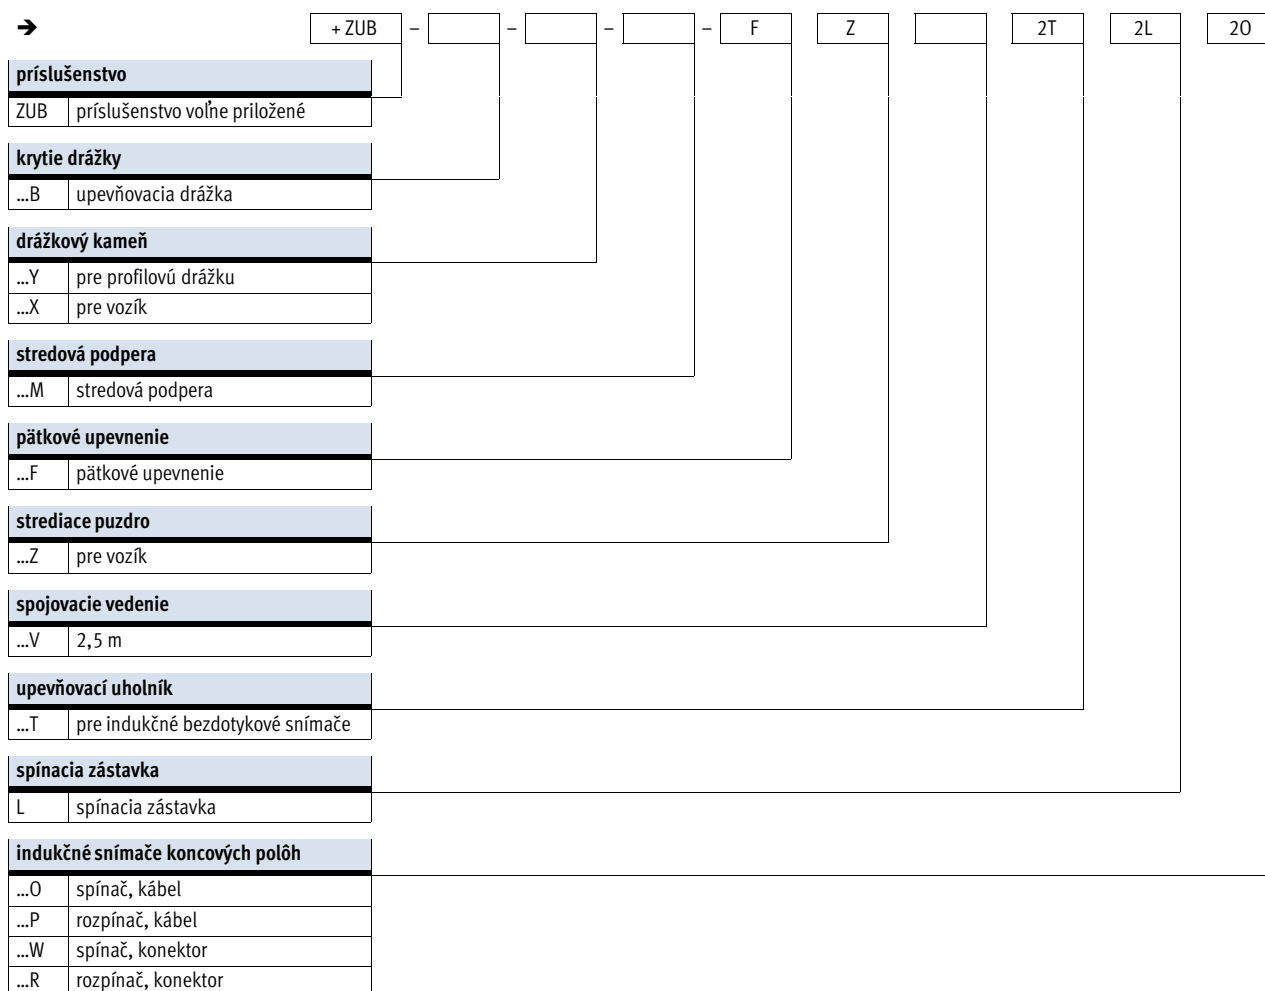 ➔ + ZUB – – – – F Z 2T 2L 2O
príslušenstvo
ZUB príslušenstvo voľne priložené
krytie drážky
...B upevňovacia drážka
drážkový kameň
...Y pre profilovú drážku
...X pre vozík
stredová podpera
...M stredová podpera
pätkové upevnenie
...F pätkové upevnenie
strediace puzdro
...Z pre vozík
spojovacie vedenie
...V 2,5 m
upevňovací uholník
...T pre indukčné bezdotykové snímače
spínacia zástavka
L spínacia zástavka
indukčné snímače koncových polôh
...O spínač, kábel
...P rozpínač, kábel
...W spínač, konektor
...R rozpínač, konektor